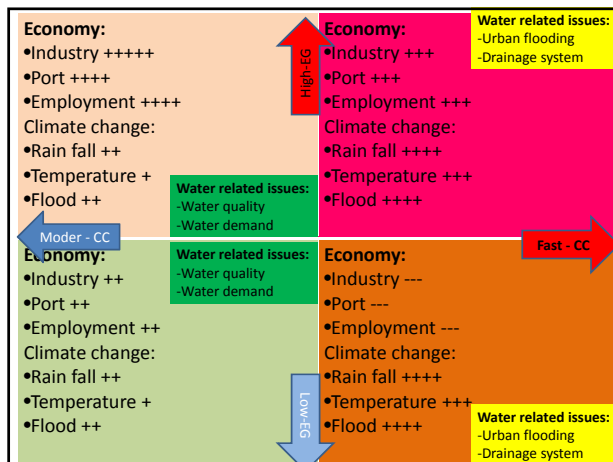 Economy:
•Industry +++++
•Port ++++
•Employment ++++
Climate change:
•Rain fall ++
•Temperature +
•Flood ++
Water related issues:
-Water quality
-Water demand
High-EG
Economy:
•Industry +++
•Port +++
•Employment +++
Climate change:
•Rain fall ++++
•Temperature +++
•Flood ++++
Water related issues:
-Urban flooding
-Drainage system
Moder - CC
Fast - CC
Economy:
•Industry ++
•Port ++
•Employment ++
Climate change:
•Rain fall ++
•Temperature +
•Flood ++
Water related issues:
-Water quality
-Water demand
Low-EG
Economy:
•Industry ---
•Port ---
•Employment ---
Climate change:
•Rain fall ++++
•Temperature +++
•Flood ++++
Water related issues:
-Urban flooding
-Drainage system